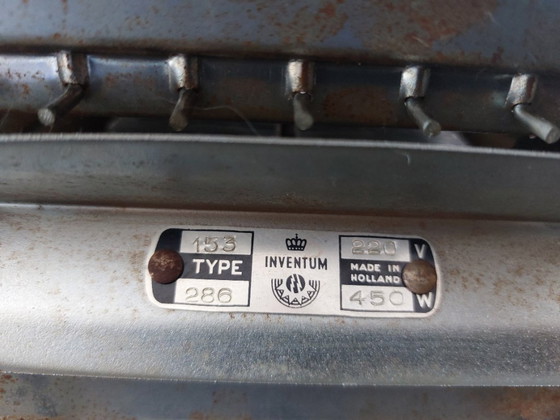 153
TYPE
286
INVENTUM
220 V
MADE IN
HOLLAND
450 W